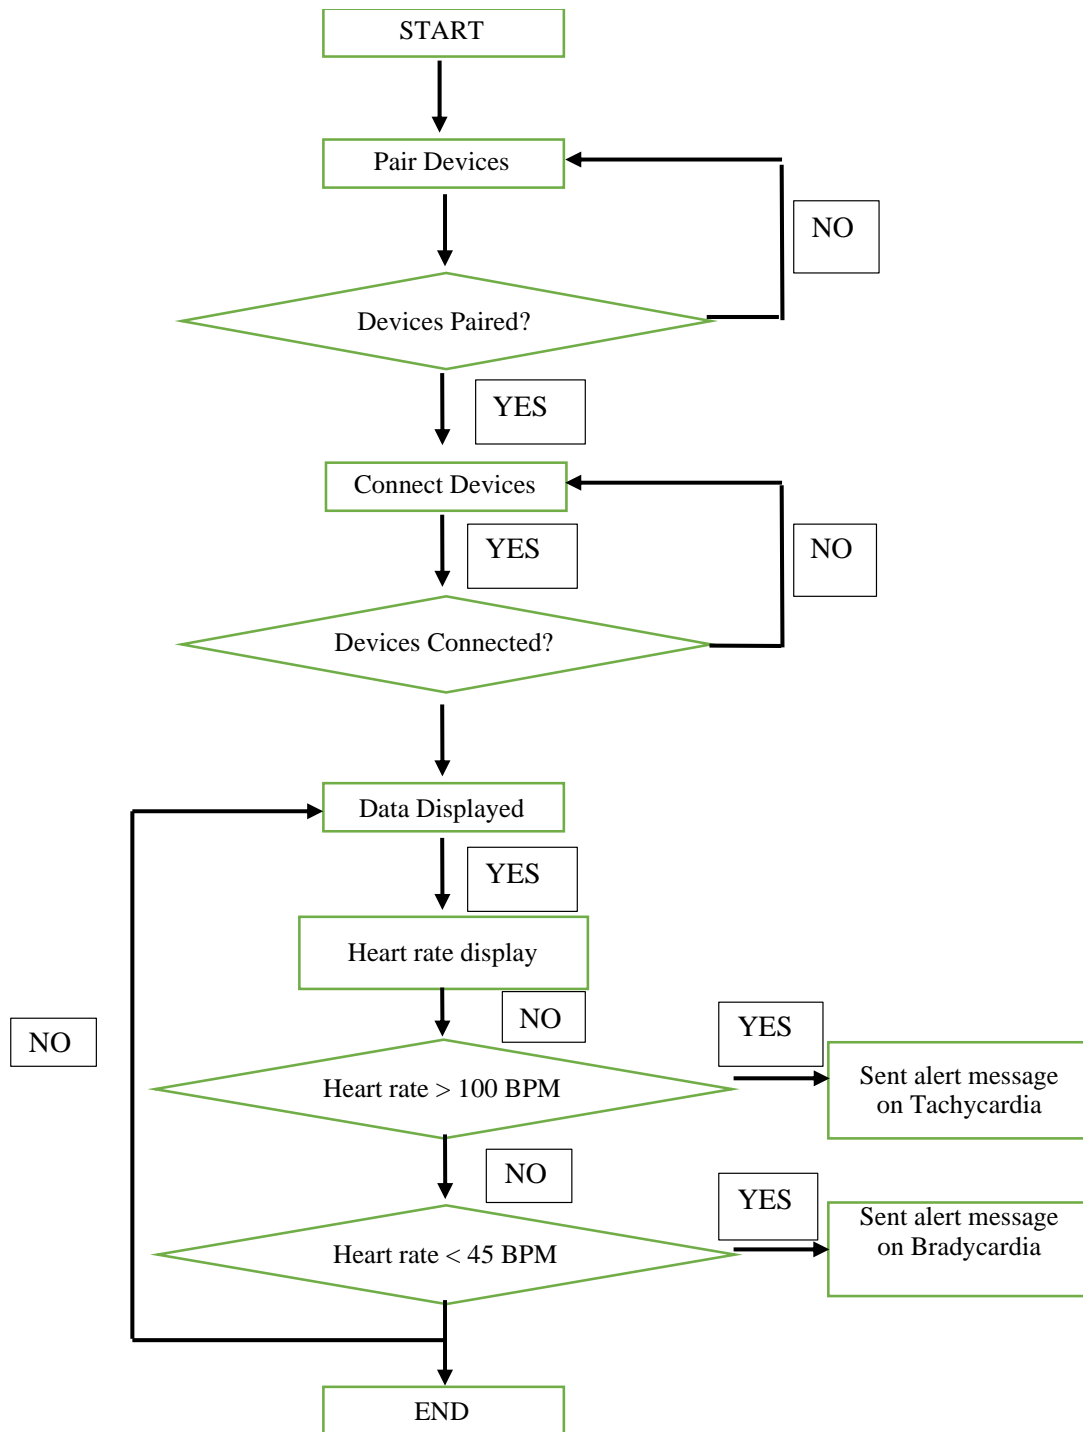 START
Pair Devices
NO
Devices Paired?
YES
Connect Devices
YES
NO
Devices Connected?
Data Displayed
YES
Heart rate display
NO
YES
NO
Heart rate > 100 BPM
Sent alert message
on Tachycardia
NO
YES
Heart rate < 45 BPM
Sent alert message
on Bradycardia
END